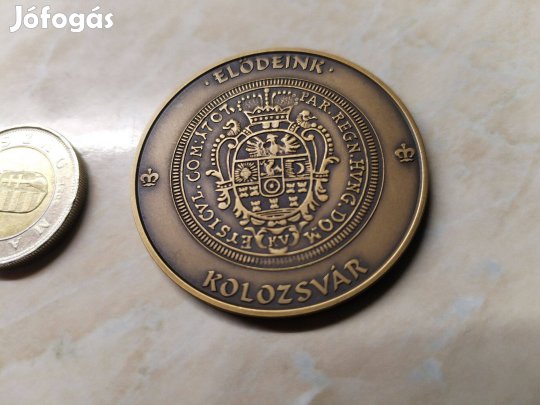 Jófogás
· ELŐDEINK ·
PAR. REGN. HVNG. DOM
ET SICVL. COM.
KV
KOLOZSVÁR